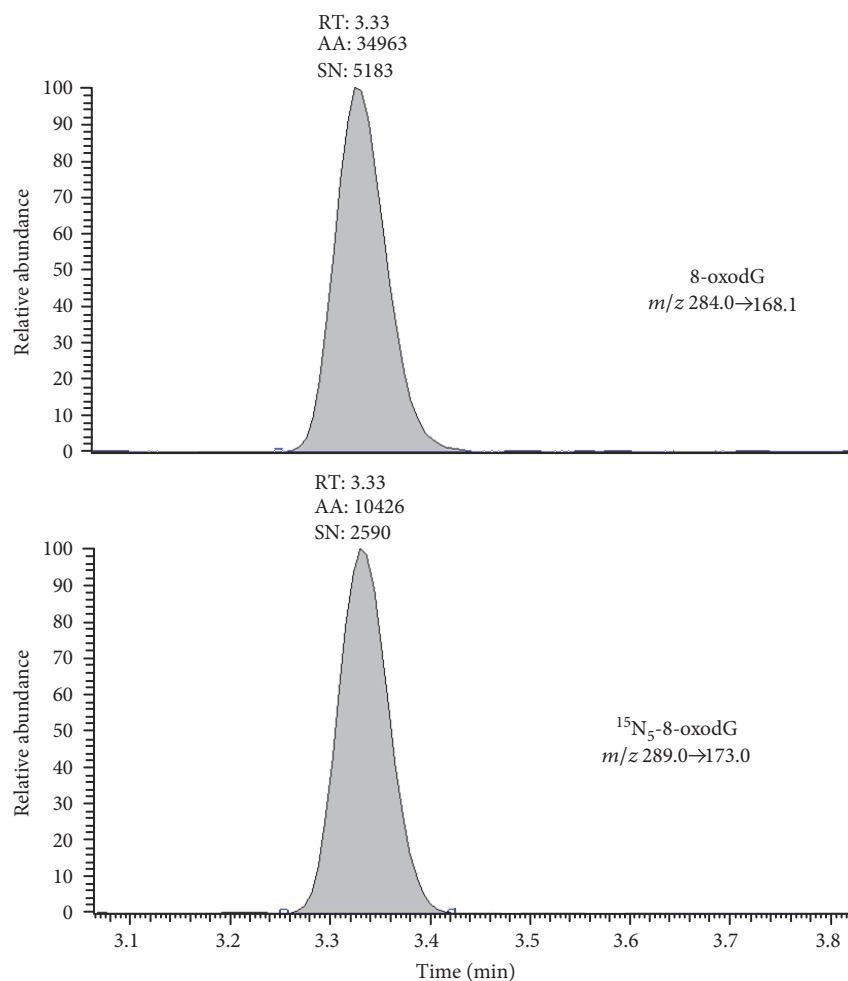 RT: 3.33
AA: 34963
SN: 5183
100
90
80
70
60
50
40
30
20
10
0
Relative abundance
8-oxodG
m/z 284.0→168.1
RT: 3.33
AA: 10426
SN: 2590
100
90
80
70
60
50
40
30
20
10
0
Relative abundance
¹⁵N₅-8-oxodG
m/z 289.0→173.0
3.1 3.2 3.3 3.4 3.5 3.6 3.7 3.8
Time (min)